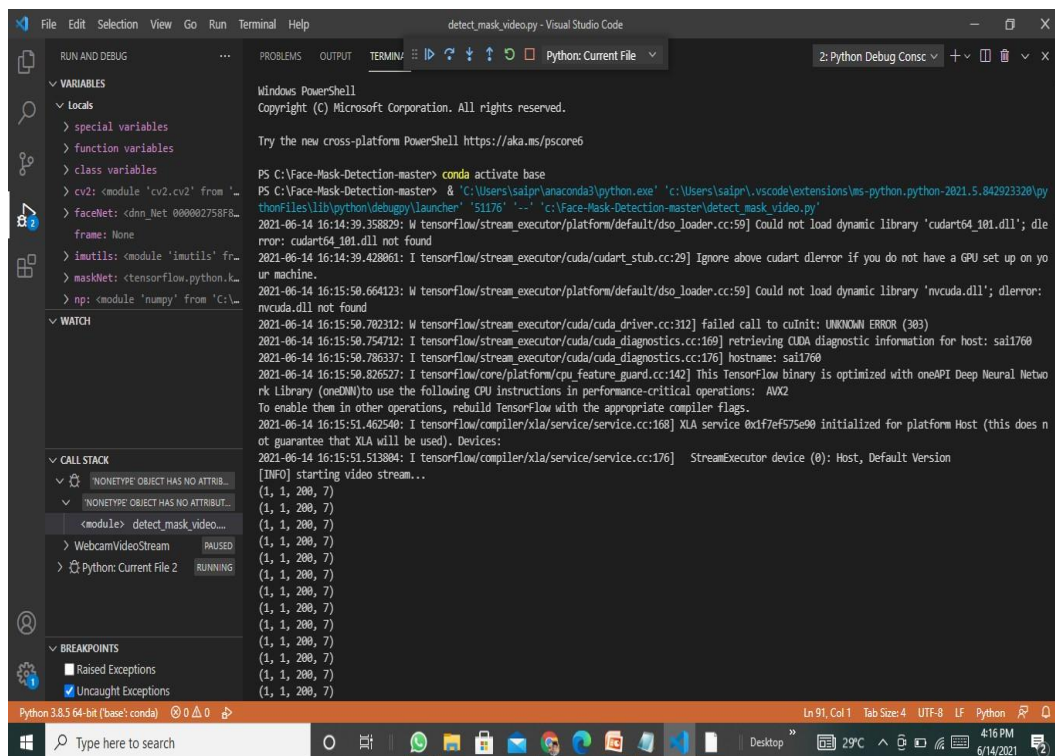 File Edit Selection View Go Run Terminal Help
detect_mask_video.py - Visual Studio Code
RUN AND DEBUG ...
VARIABLES
Locals
special variables
function variables
class variables
cv2: <module 'cv2.cv2' from '...
faceNet: <dnn_Net 000002758F8...
frame: None
imutils: <module 'imutils' fr...
maskNet: <tensorflow.python.k...
np: <module 'numpy' from 'C:\...
WATCH
CALL STACK
'NONETYPE' OBJECT HAS NO ATTRIB...
'NONETYPE' OBJECT HAS NO ATTRIBUT...
<module> detect_mask_video....
WebcamVideoStream PAUSED
Python: Current File 2 RUNNING
BREAKPOINTS
Raised Exceptions
Uncaught Exceptions
2
1
PROBLEMS OUTPUT TERMIN
Python: Current File
2: Python Debug Consc
Windows PowerShell
Copyright (C) Microsoft Corporation. All rights reserved.
Try the new cross-platform PowerShell https://aka.ms/pscore6
PS C:\Face-Mask-Detection-master> conda activate base
PS C:\Face-Mask-Detection-master> & 'C:\Users\saipr\anaconda3\python.exe' 'c:\Users\saipr\.vscode\extensions\ms-python.python-2021.5.842923320\py
thonFiles\lib\python\debugpy\launcher' '51176' '--' 'c:\Face-Mask-Detection-master\detect_mask_video.py'
2021-06-14 16:14:39.358829: W tensorflow/stream_executor/platform/default/dso_loader.cc:59] Could not load dynamic library 'cudart64_101.dll'; dle
rror: cudart64_101.dll not found
2021-06-14 16:14:39.428061: I tensorflow/stream_executor/cuda/cudart_stub.cc:29] Ignore above cudart dlerror if you do not have a GPU set up on yo
ur machine.
2021-06-14 16:15:50.664123: W tensorflow/stream_executor/platform/default/dso_loader.cc:59] Could not load dynamic library 'nvcuda.dll'; dlerror:
nvcuda.dll not found
2021-06-14 16:15:50.702312: W tensorflow/stream_executor/cuda/cuda_driver.cc:312] failed call to cuInit: UNKNOWN ERROR (303)
2021-06-14 16:15:50.754712: I tensorflow/stream_executor/cuda/cuda_diagnostics.cc:169] retrieving CUDA diagnostic information for host: sai1760
2021-06-14 16:15:50.786337: I tensorflow/stream_executor/cuda/cuda_diagnostics.cc:176] hostname: sai1760
2021-06-14 16:15:50.826527: I tensorflow/core/platform/cpu_feature_guard.cc:142] This TensorFlow binary is optimized with oneAPI Deep Neural Netwo
rk Library (oneDNN)to use the following CPU instructions in performance-critical operations: AVX2
To enable them in other operations, rebuild TensorFlow with the appropriate compiler flags.
2021-06-14 16:15:51.462540: I tensorflow/compiler/xla/service/service.cc:168] XLA service 0x1f7ef575e90 initialized for platform Host (this does n
ot guarantee that XLA will be used). Devices:
2021-06-14 16:15:51.513804: I tensorflow/compiler/xla/service/service.cc:176] StreamExecutor device (0): Host, Default Version
[INFO] starting video stream...
(1, 1, 200, 7)
(1, 1, 200, 7)
(1, 1, 200, 7)
(1, 1, 200, 7)
(1, 1, 200, 7)
(1, 1, 200, 7)
(1, 1, 200, 7)
(1, 1, 200, 7)
(1, 1, 200, 7)
(1, 1, 200, 7)
(1, 1, 200, 7)
(1, 1, 200, 7)
(1, 1, 200, 7)
Python 3.8.5 64-bit ('base': conda) 0 0
Ln 91, Col 1 Tab Size: 4 UTF-8 LF Python
Type here to search
Desktop
29°C
4:16 PM
6/14/2021
2